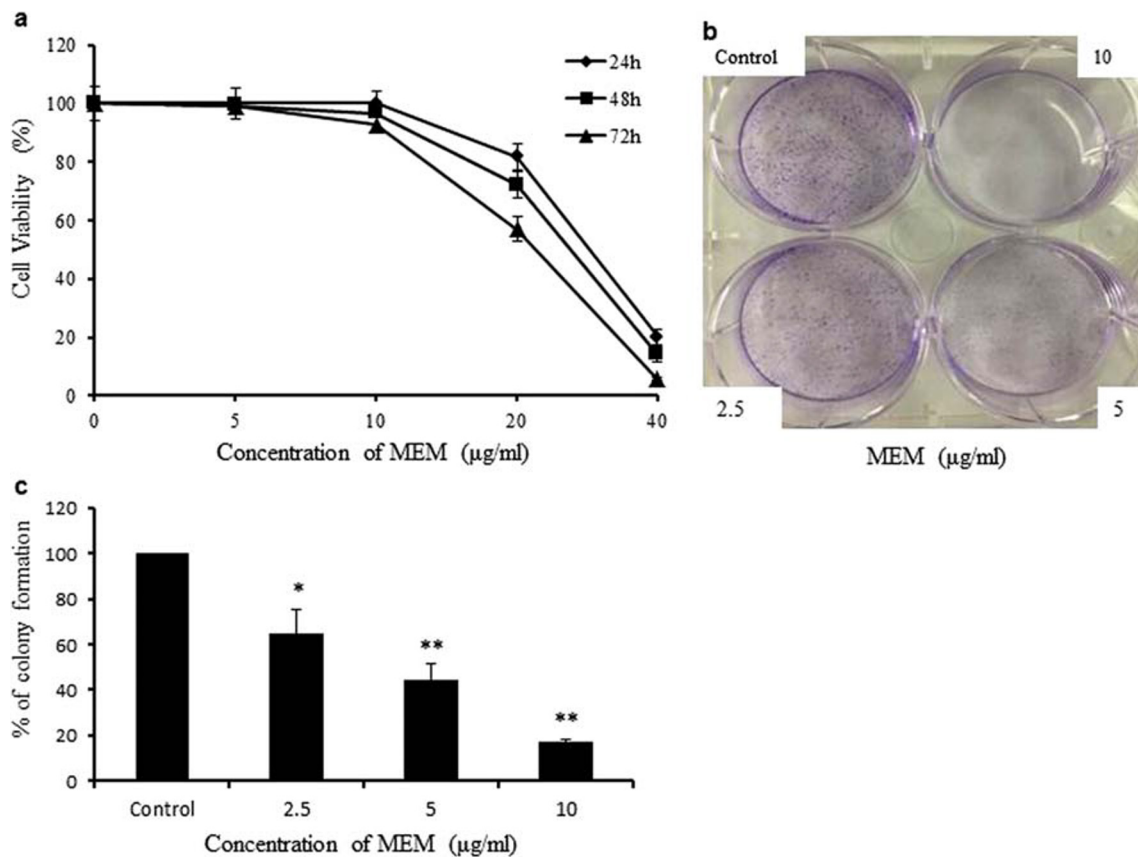 a
120
100
80
60
40
20
0
Cell Viability (%)
24h
48h
72h
0 5 10 20 40
Concentration of MEM (µg/ml)
b
Control 10
2.5 5
MEM (µg/ml)
c
120
100
80
60
40
20
0
% of colony formation
*
**
**
Control 2.5 5 10
Concentration of MEM (µg/ml)